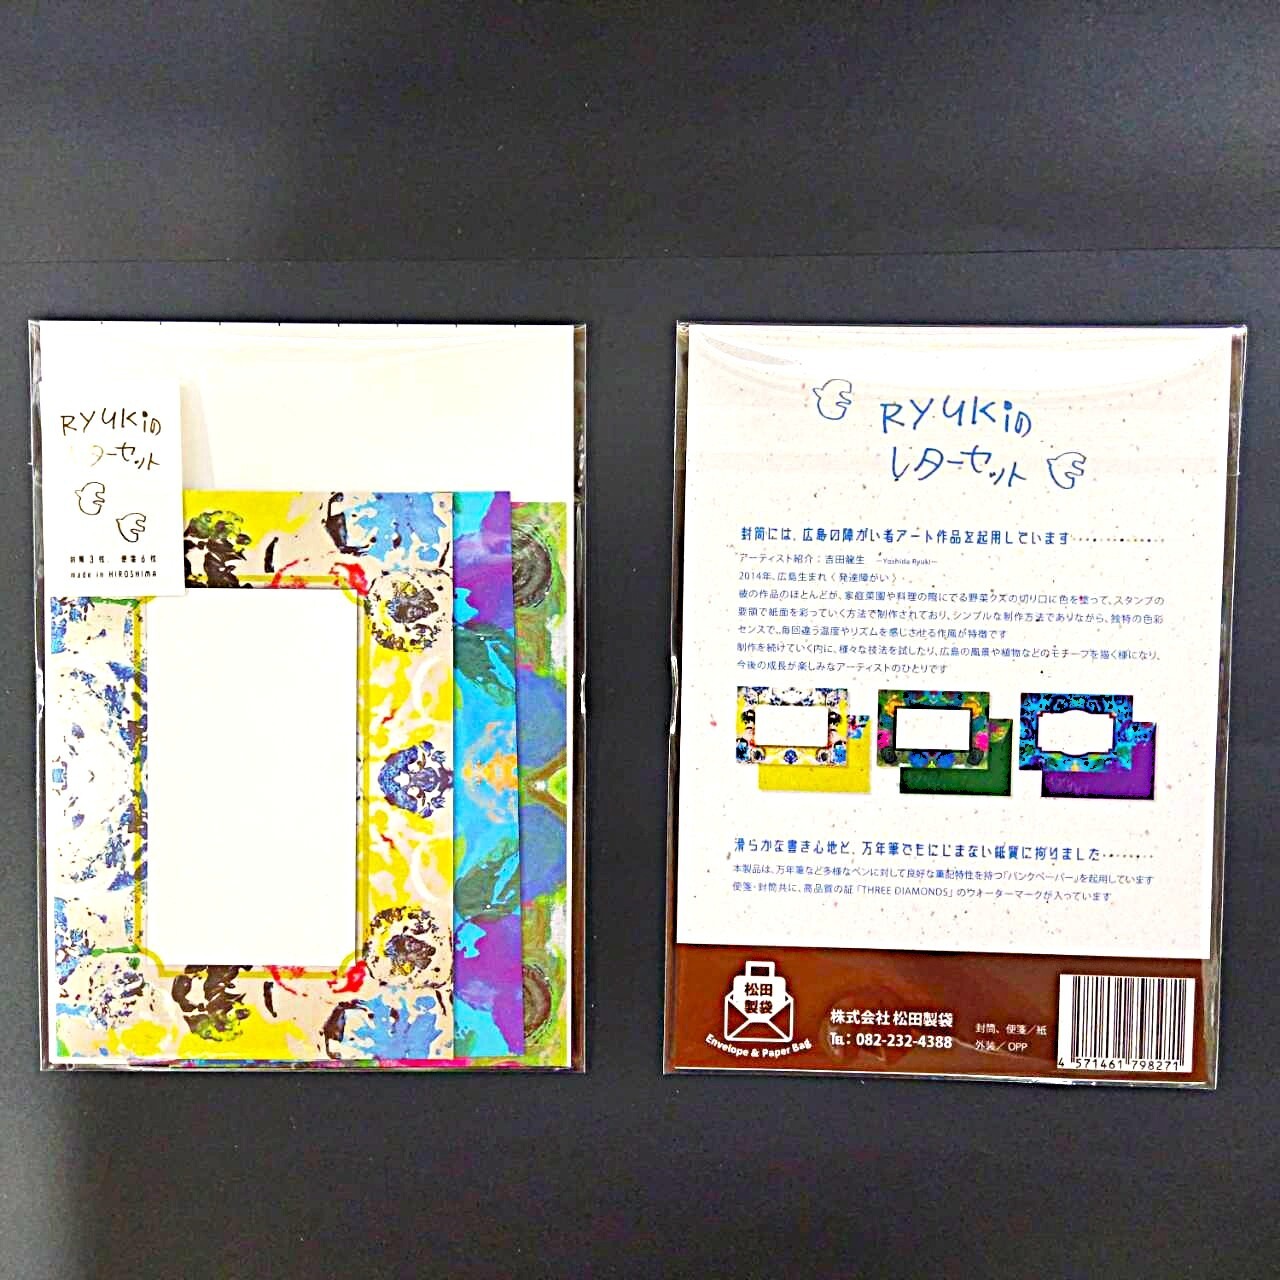 RYUKIの
レターセット
封筒3枚、便箋6枚
made in HIROSHIMA
RYUKIの
レターセット
封筒には、広島の障がい者アート作品を起用しています
アーティスト紹介：吉田龍生 －Yoshida Ryuki－
2014年、広島生まれ〈 発達障がい 〉
彼の作品のほとんどが、家庭菜園や料理の際にでる野菜クズの切り口に色を塗って、スタンプの
要領で紙面を彩っていく方法で制作されており、シンプルな制作方法でありながら、独特の色彩
センスで、毎回違う温度やリズムを感じさせる作風が特徴です
制作を続けていく内に、様々な技法を試したり、広島の風景や植物などのモチーフを描く様になり、
今後の成長が楽しみなアーティストのひとりです
滑らかな書き心地と、万年筆でもにじまない紙質に拘りました
本製品は、万年筆など多様なペンに対して良好な筆記特性を持つ「バンクペーパー」を起用しています
便箋・封筒共に、高品質の証「THREE DIAMONDS」のウオーターマークが入っています
松田
製袋
Envelope & Paper Bag
株式会社 松田製袋
TEL： 082-232-4388
封筒、便箋／紙
外装／ OPP
4 571461 798271